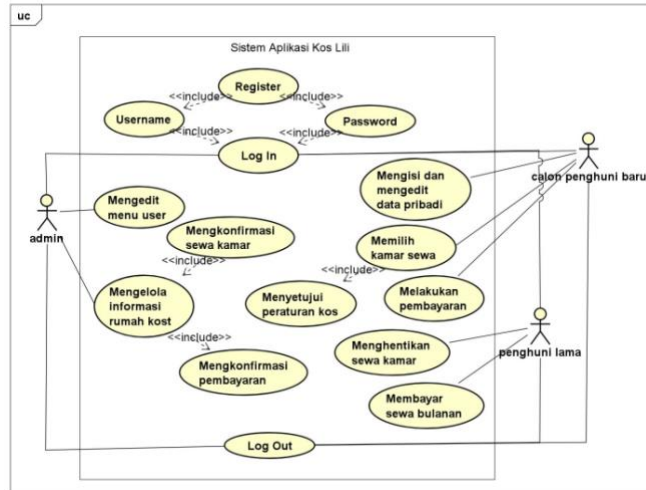 uc
Sistem Aplikasi Kos Lili
Register
<<include>>
<<include>>
Username
Password
<<include>>
<<include>>
Log In
calon penghuni baru
Mengisi dan
mengedit
data pribadi
admin
Mengedit
menu user
Mengkonfirmasi
sewa kamar
Memilih
kamar sewa
<<include>>
<<include>>
Mengelola
informasi
rumah kost
Menyetujui
peraturan kos
Melakukan
pembayaran
<<include>>
Menghentikan
sewa kamar
penghuni lama
Mengkonfirmasi
pembayaran
Membayar
sewa bulanan
Log Out